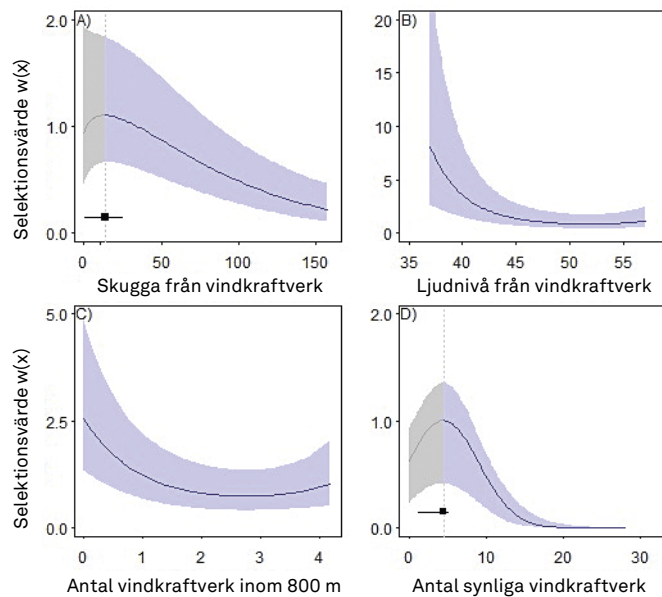 Selektionsvärde w(x)
A)
2.0
1.0
0.0
0 50 100 150
Skugga från vindkraftverk
B)
20
15
10
5
0
35 40 45 50 55
Ljudnivå från vindkraftverk
Selektionsvärde w(x)
C)
5.0
2.5
0.0
0 1 2 3 4
Antal vindkraftverk inom 800 m
D)
2.0
1.0
0.0
0 10 20 30
Antal synliga vindkraftverk